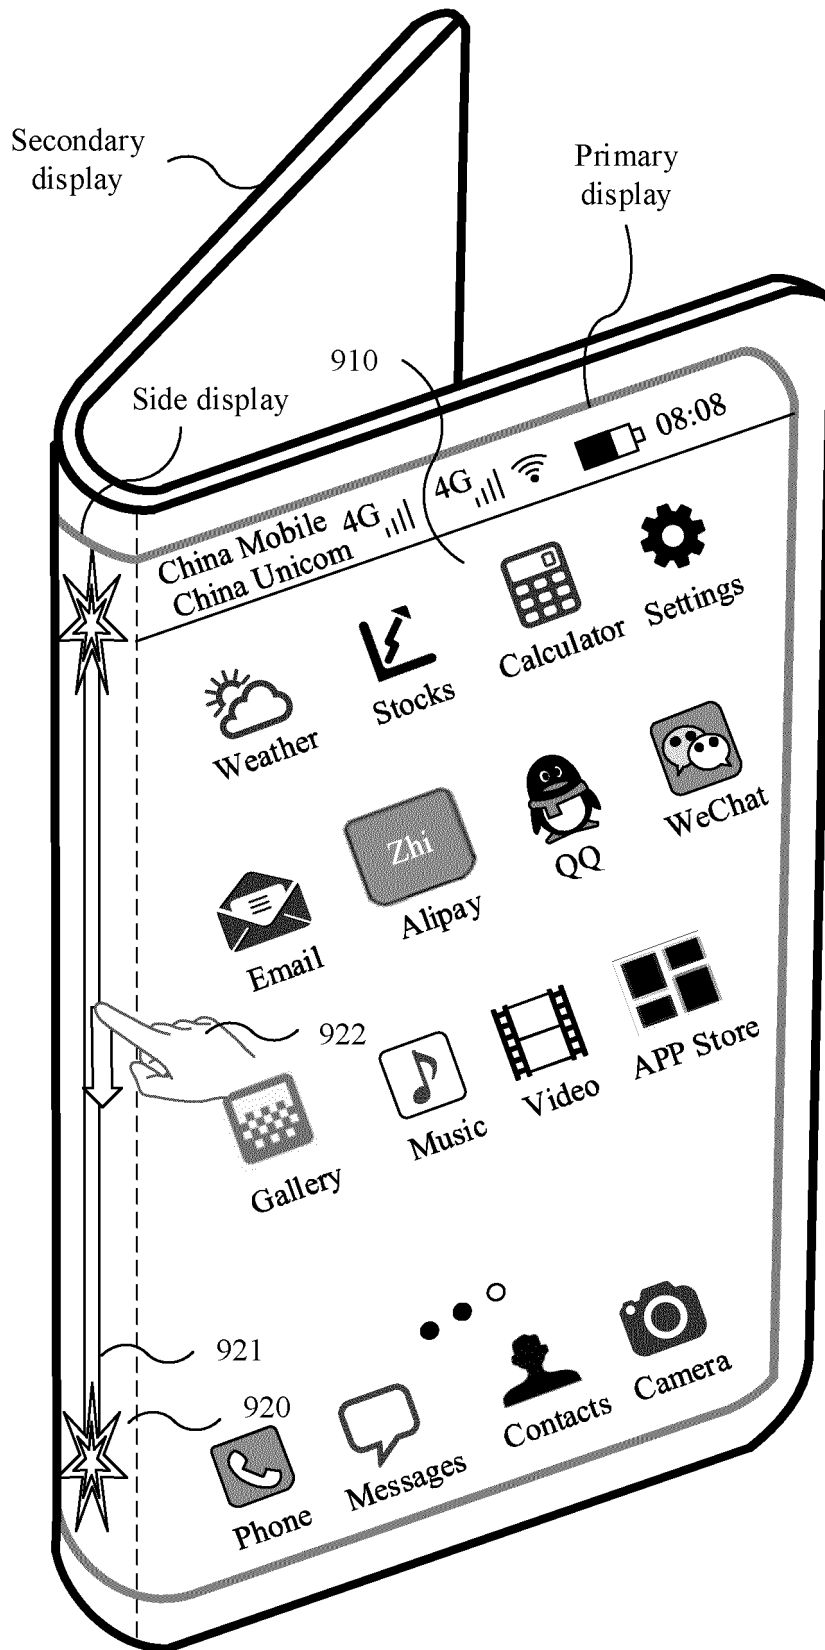 Secondary
display
Primary
display
910
Side display
China Mobile 4G 4G 08:08
China Unicom
Weather
Stocks
Calculator
Settings
Email
Zhi
Alipay
QQ
WeChat
922
Gallery
Music
Video
APP Store
921
920
Phone
Messages
Contacts
Camera